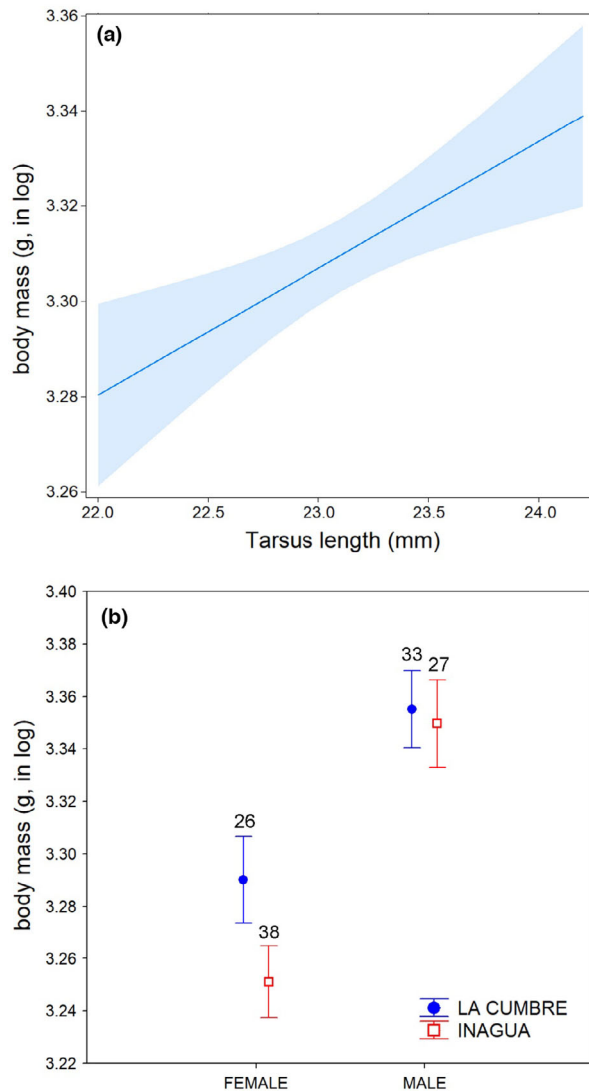 (a)
3.36
3.34
3.32
3.30
3.28
3.26
body mass (g, in log)
22.0 22.5 23.0 23.5 24.0
Tarsus length (mm)
(b)
3.40
3.38
3.36
3.34
3.32
3.30
3.28
3.26
3.24
3.22
body mass (g, in log)
33 27
26
38
LA CUMBRE
INAGUA
FEMALE MALE